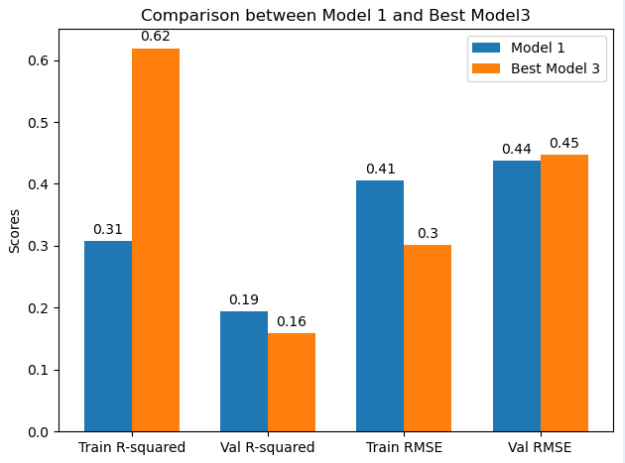 Comparison between Model 1 and Best Model3
0.62
Model 1
Best Model 3
0.6
0.5
0.4
0.3
0.2
0.1
0.0
Scores
0.31
0.19
0.16
0.41
0.3
0.44
0.45
Train R-squared
Val R-squared
Train RMSE
Val RMSE